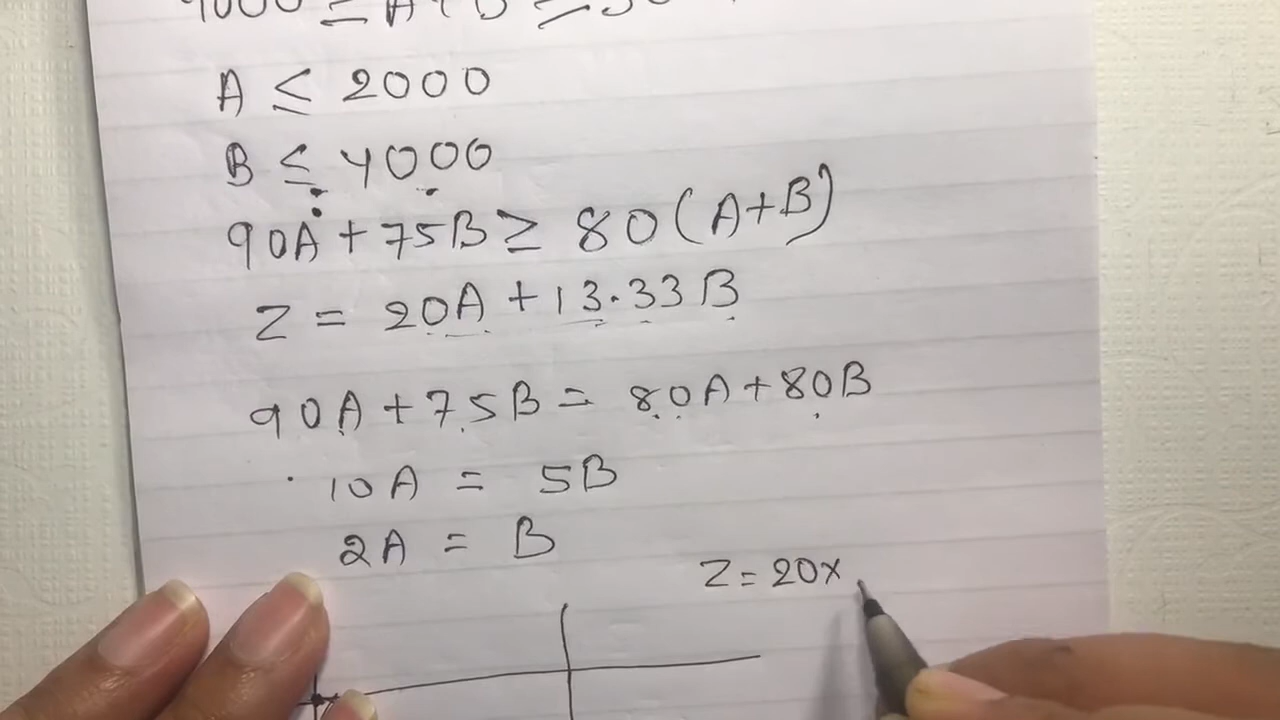 A ≤ 2000
B ≤ 4000
90A + 75B ≥ 80(A+B)
Z = 20A + 13.33B
90A + 75B = 80A + 80B
10A = 5B
2A = B
Z = 20x